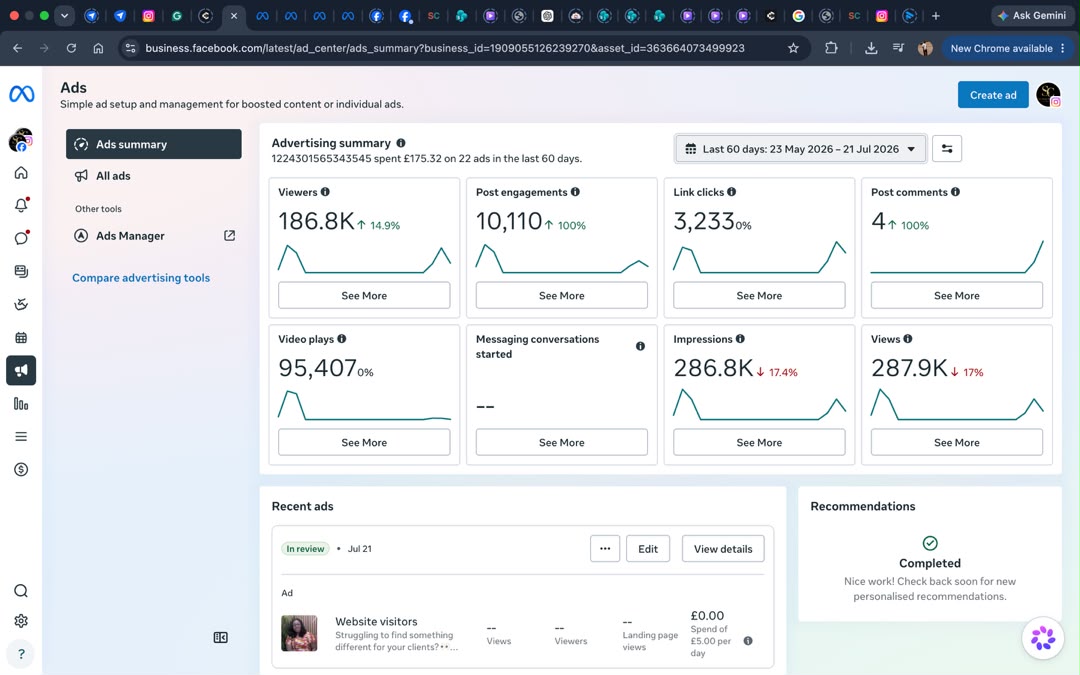 Ask Gemini
business.facebook.com/latest/ad_center/ads_summary?business_id=1909055126239270&asset_id=363664073499923
New Chrome available
Ads
Simple ad setup and management for boosted content or individual ads.
Create ad
Ads summary
All ads
Other tools
Ads Manager
Compare advertising tools
Advertising summary
1224301565343545 spent £175.32 on 22 ads in the last 60 days.
Last 60 days: 23 May 2026 – 21 Jul 2026
Viewers
186.8K↑ 14.9%
See More
Post engagements
10,110↑ 100%
See More
Link clicks
3,233 0%
See More
Post comments
4↑ 100%
See More
Video plays
95,407 0%
See More
Messaging conversations
started
--
See More
Impressions
286.8K↓ 17.4%
See More
Views
287.9K↓ 17%
See More
Recent ads
In review • Jul 21
Edit
View details
Ad
Website visitors
Struggling to find something
different for your clients? 👀...
--
Views
--
Viewers
--
Landing page
views
£0.00
Spend of
£5.00 per
day
Recommendations
Completed
Nice work! Check back soon for new
personalised recommendations.